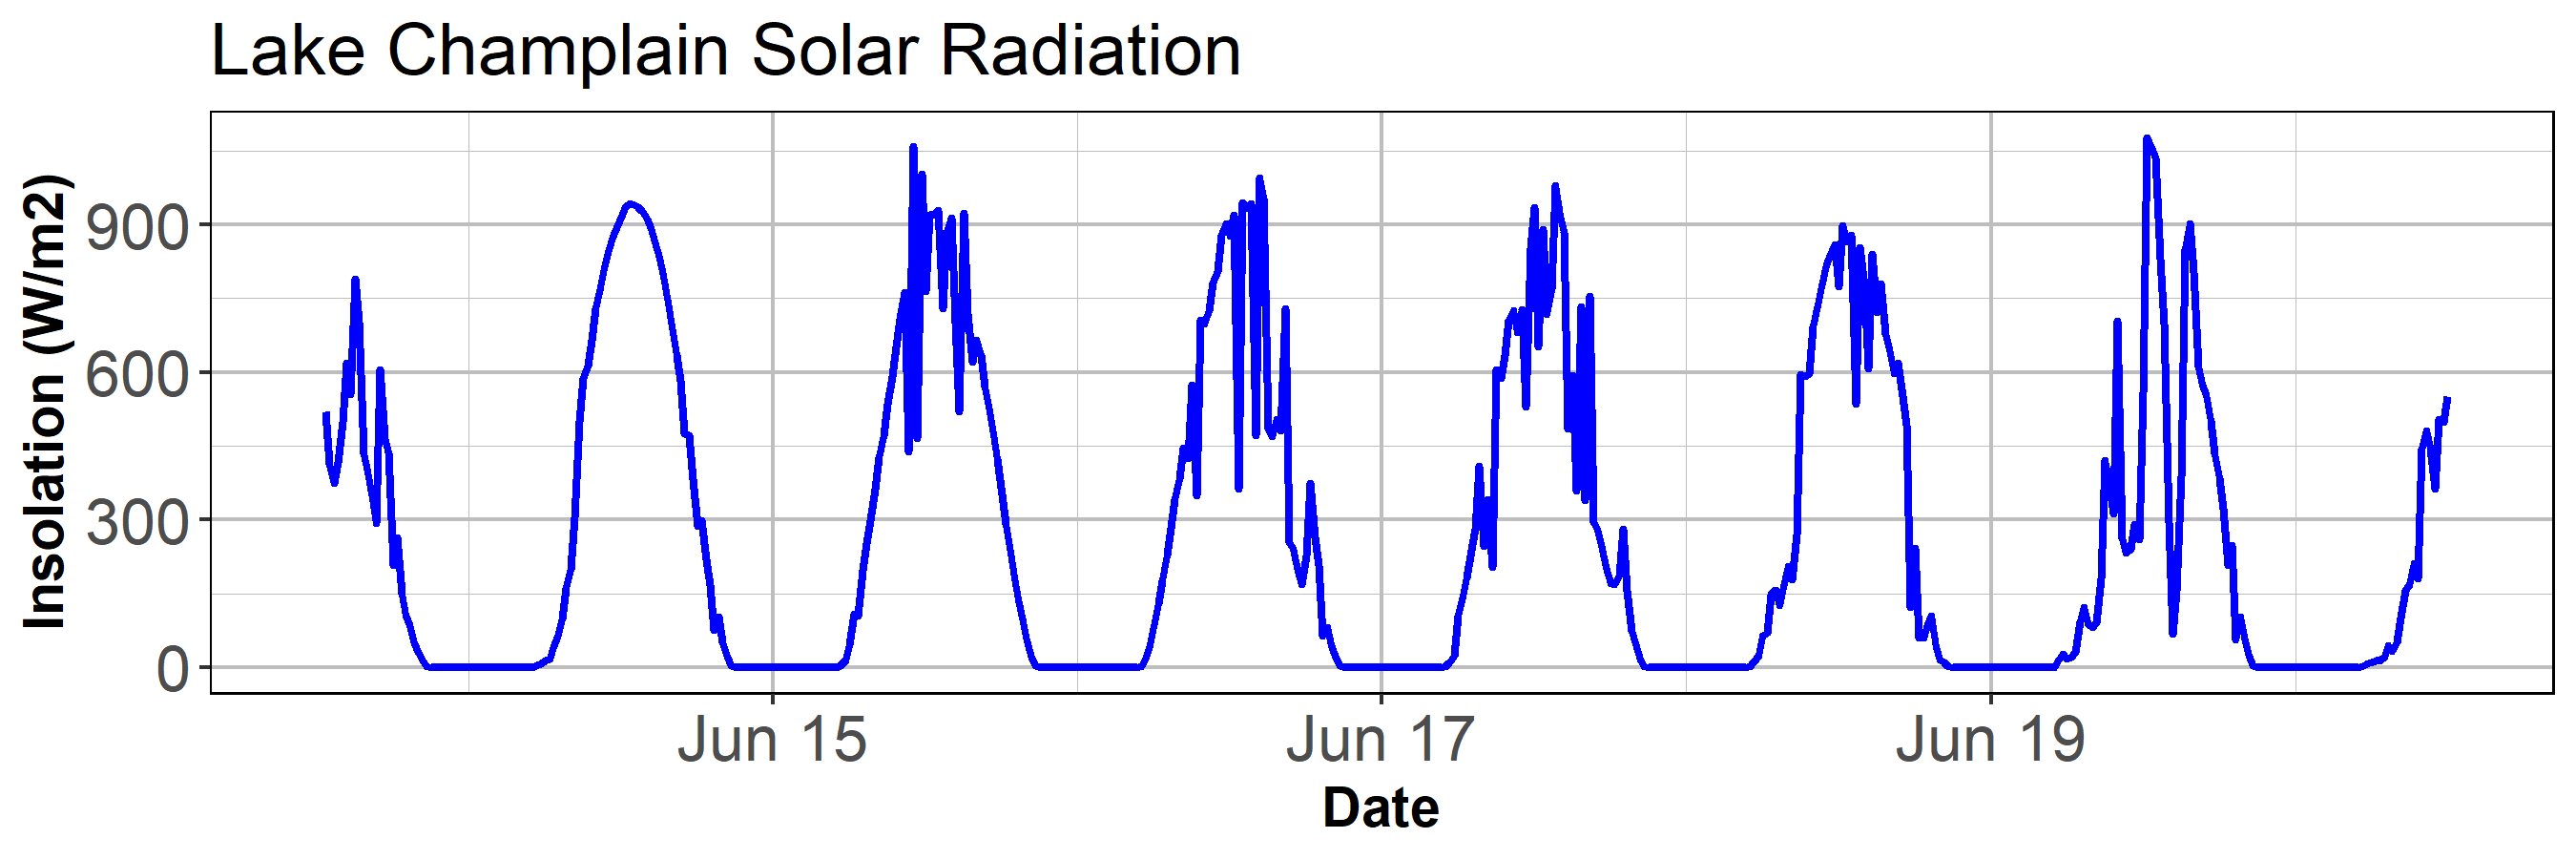 Lake Champlain Solar Radiation
Insolation (W/m2)
900
600
300
0
Jun 15 Jun 17 Jun 19
Date